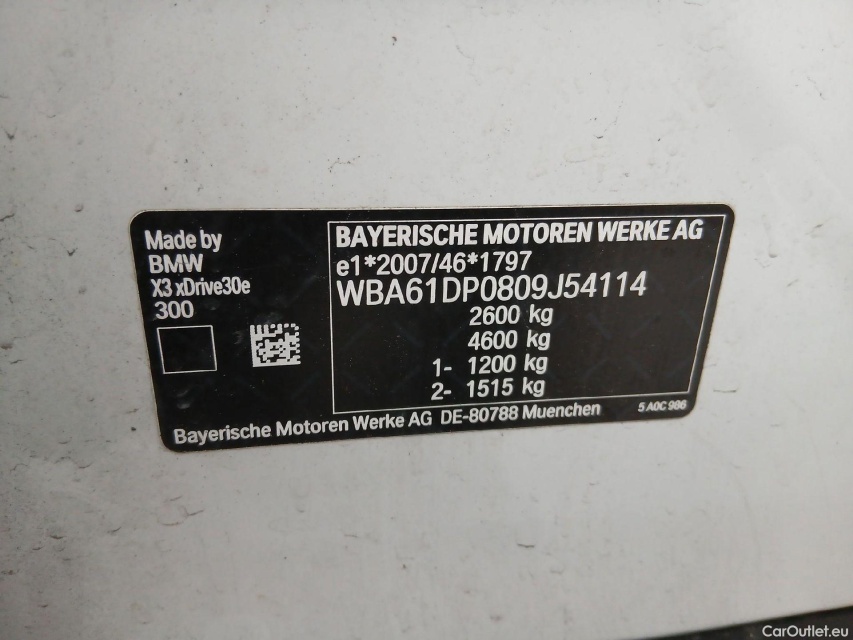 Made by
BMW
X3 xDrive30e
300
BAYERISCHE MOTOREN WERKE AG
e1*2007/46*1797
WBA61DP0809J54114
2600 kg
4600 kg
1- 1200 kg
2- 1515 kg
Bayerische Motoren Werke AG DE-80788 Muenchen
5 A0C 986
CarOutlet.eu